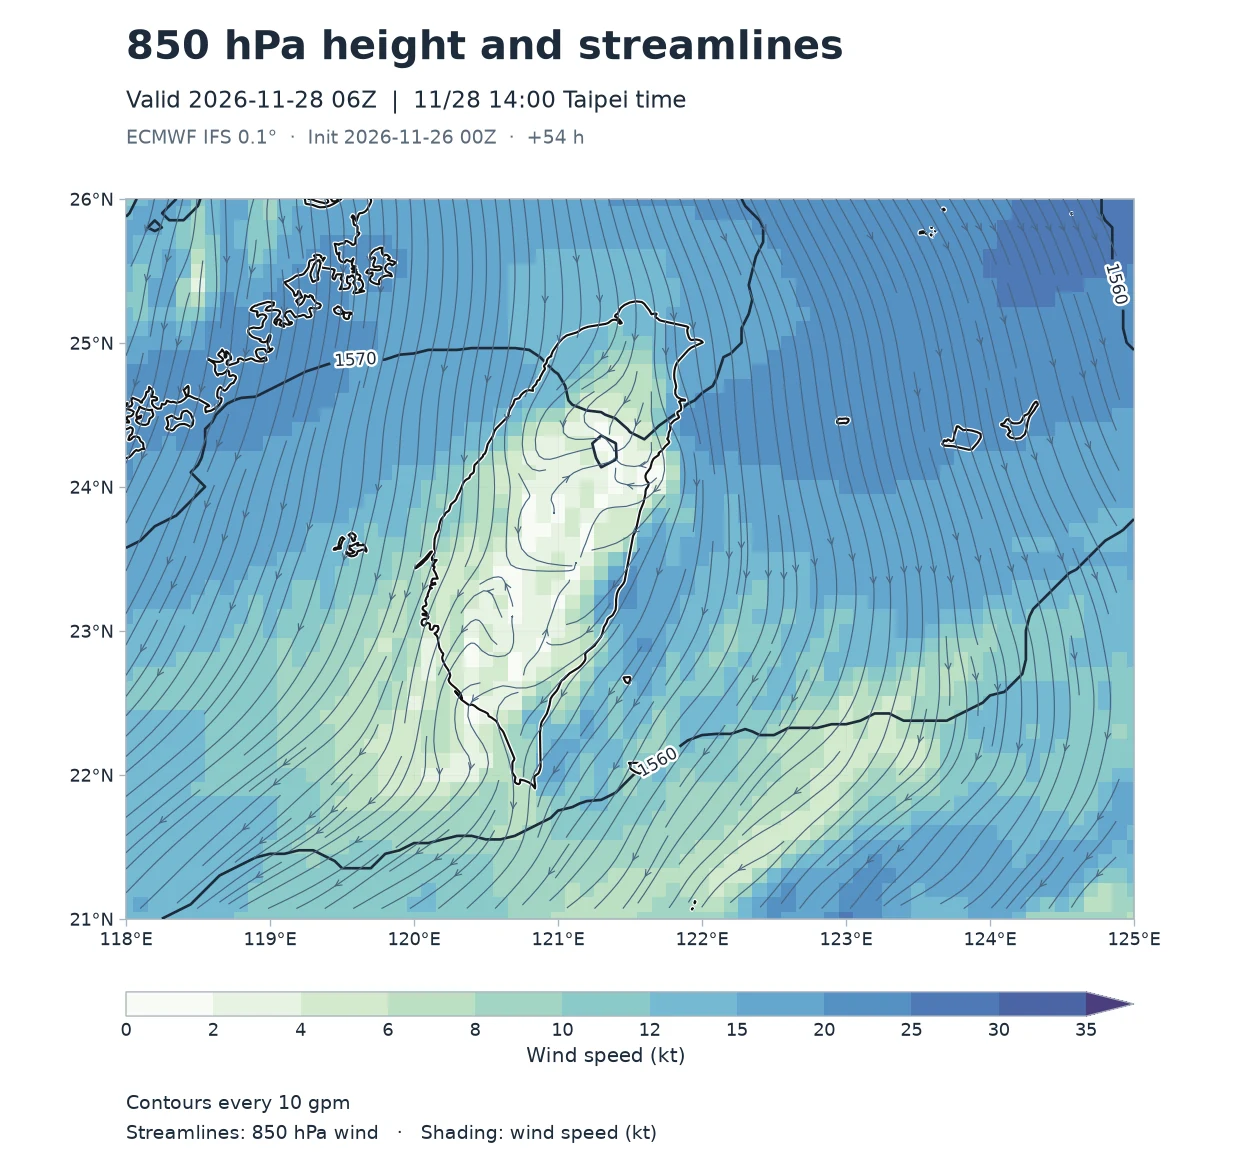 850 hPa height and streamlines
Valid 2026-11-28 06Z | 11/28 14:00 Taipei time
ECMWF IFS 0.1° · Init 2026-11-26 00Z · +54 h
26°N
25°N
24°N
23°N
22°N
21°N
1570
1560
1560
118°E 119°E 120°E 121°E 122°E 123°E 124°E 125°E
0 2 4 6 8 10 12 15 20 25 30 35
Wind speed (kt)
Contours every 10 gpm
Streamlines: 850 hPa wind · Shading: wind speed (kt)